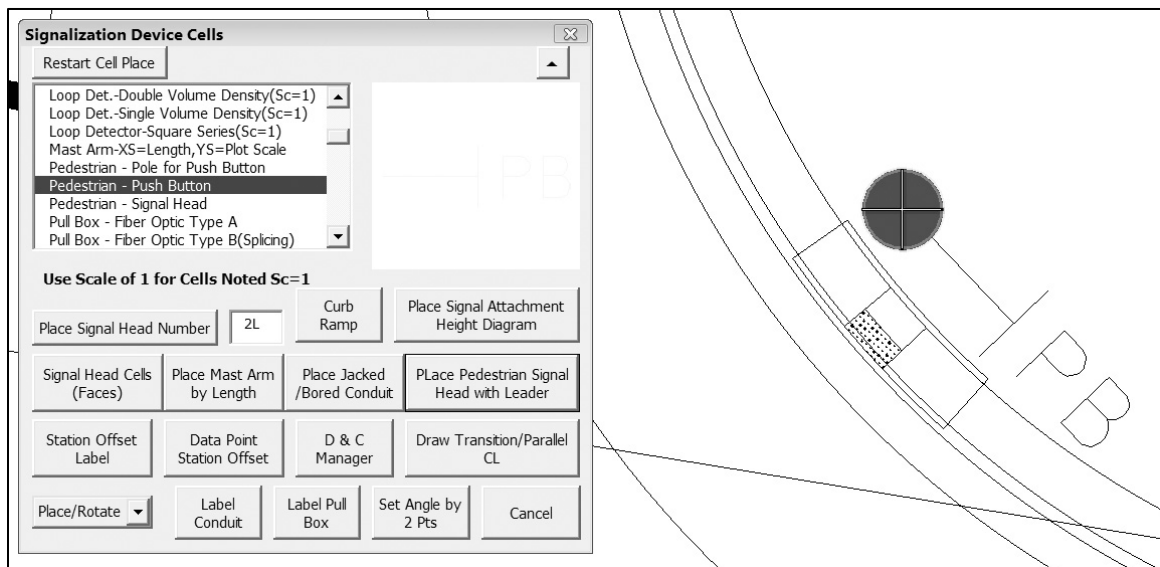 Signalization Device Cells
Restart Cell Place
Loop Det.-Double Volume Density(Sc=1)
Loop Det.-Single Volume Density(Sc=1)
Loop Detector-Square Series(Sc=1)
Mast Arm-XS=Length,YS=Plot Scale
Pedestrian - Pole for Push Button
Pedestrian - Push Button
Pedestrian - Signal Head
Pull Box - Fiber Optic Type A
Pull Box - Fiber Optic Type B(Splicing)
PB
Use Scale of 1 for Cells Noted Sc=1
Place Signal Head Number
2L
Curb
Ramp
Place Signal Attachment
Height Diagram
Signal Head Cells
(Faces)
Place Mast Arm
by Length
Place Jacked
/Bored Conduit
PLace Pedestrian Signal
Head with Leader
Station Offset
Label
Data Point
Station Offset
D & C
Manager
Draw Transition/Parallel
CL
Place/Rotate
Label
Conduit
Label Pull
Box
Set Angle by
2 Pts
Cancel
PB